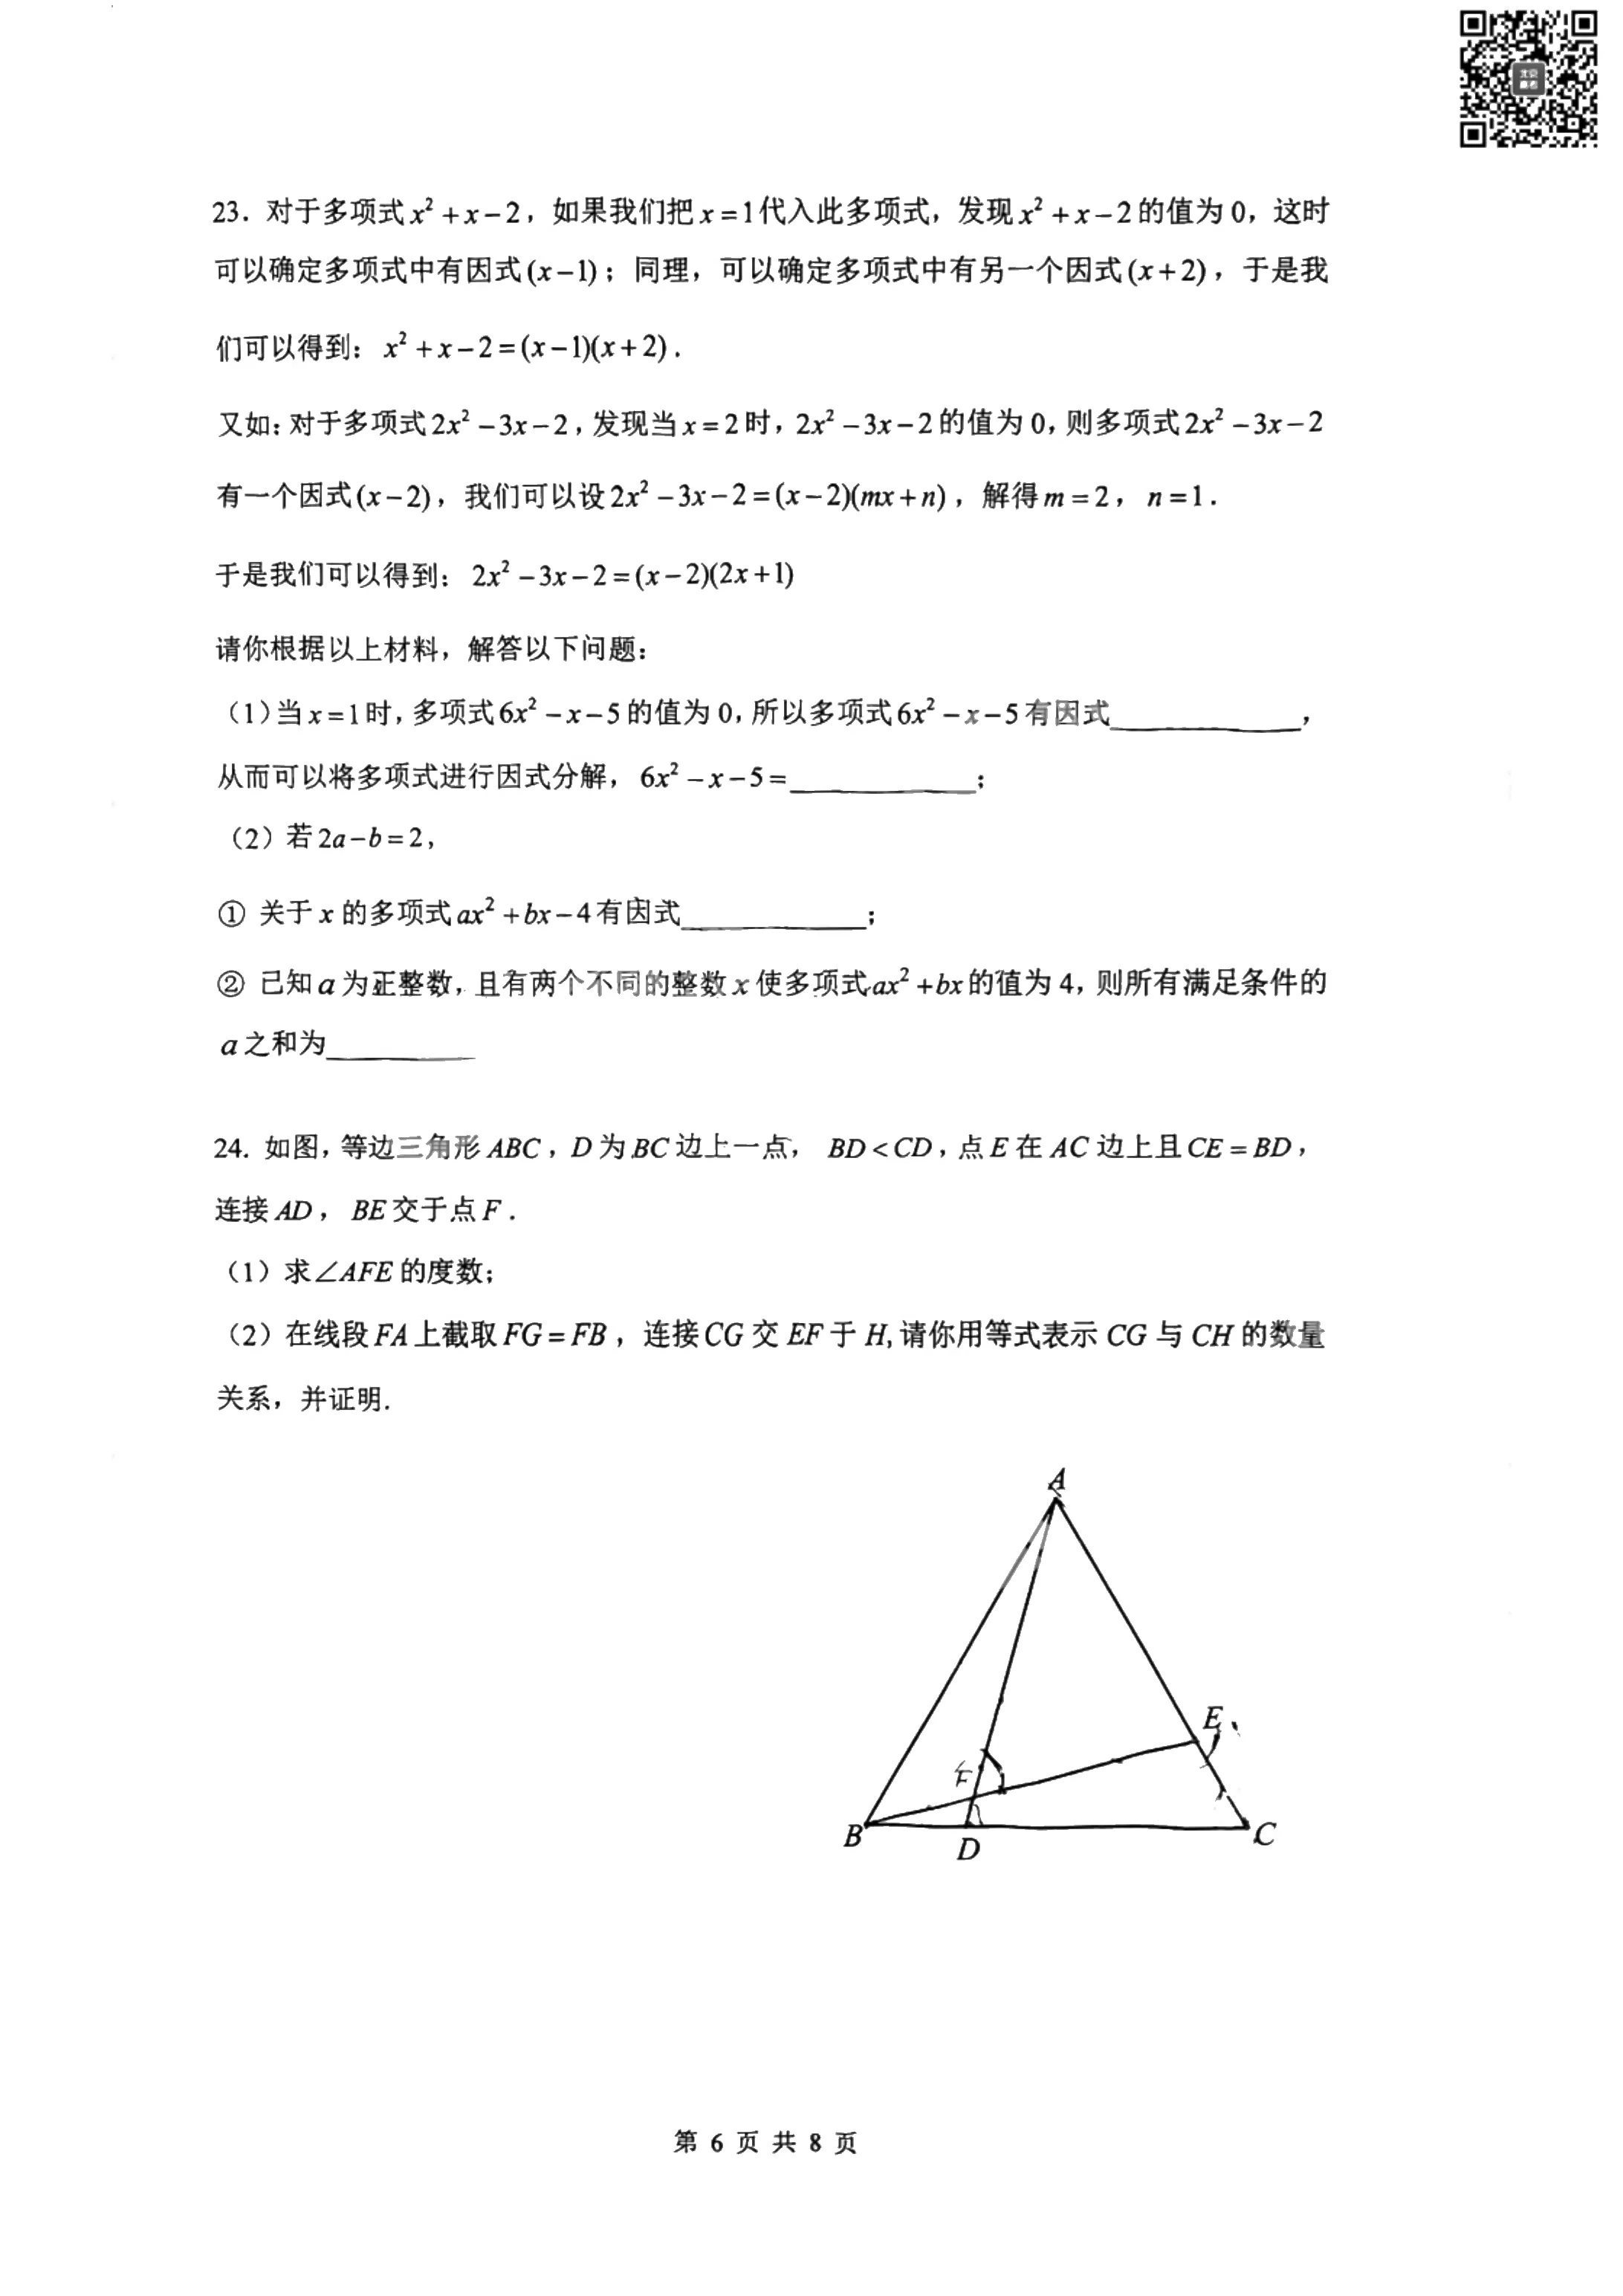 23. 对于多项式x²+x−2，如果我们把x=1代入此多项式，发现x²+x−2的值为0，这时
可以确定多项式中有因式(x−1)；同理，可以确定多项式中有另一个因式(x+2)，于是我
们可以得到：x²+x−2=(x−1)(x+2).
又如：对于多项式2x²−3x−2，发现当x=2时，2x²−3x−2的值为0，则多项式2x²−3x−2
有一个因式(x−2)，我们可以设2x²−3x−2=(x−2)(mx+n)，解得m=2，n=1.
于是我们可以得到：2x²−3x−2=(x−2)(2x+1)
请你根据以上材料，解答以下问题：
（1）当x=1时，多项式6x²−x−5的值为0，所以多项式6x²−x−5有因式____________，
从而可以将多项式进行因式分解，6x²−x−5=____________；
（2）若2a−b=2，
① 关于x的多项式ax²+bx−4有因式____________；
② 已知a为正整数，且有两个不同的整数x使多项式ax²+bx的值为4，则所有满足条件的
a之和为__________
24. 如图，等边三角形ABC，D为BC边上一点，BD<CD，点E在AC边上且CE=BD，
连接AD，BE交于点F.
（1）求∠AFE的度数；
（2）在线段FA上截取FG=FB，连接CG交EF于H,请你用等式表示CG与CH的数量
关系，并证明.
A
E
F
B
D
C
第 6 页 共 8 页